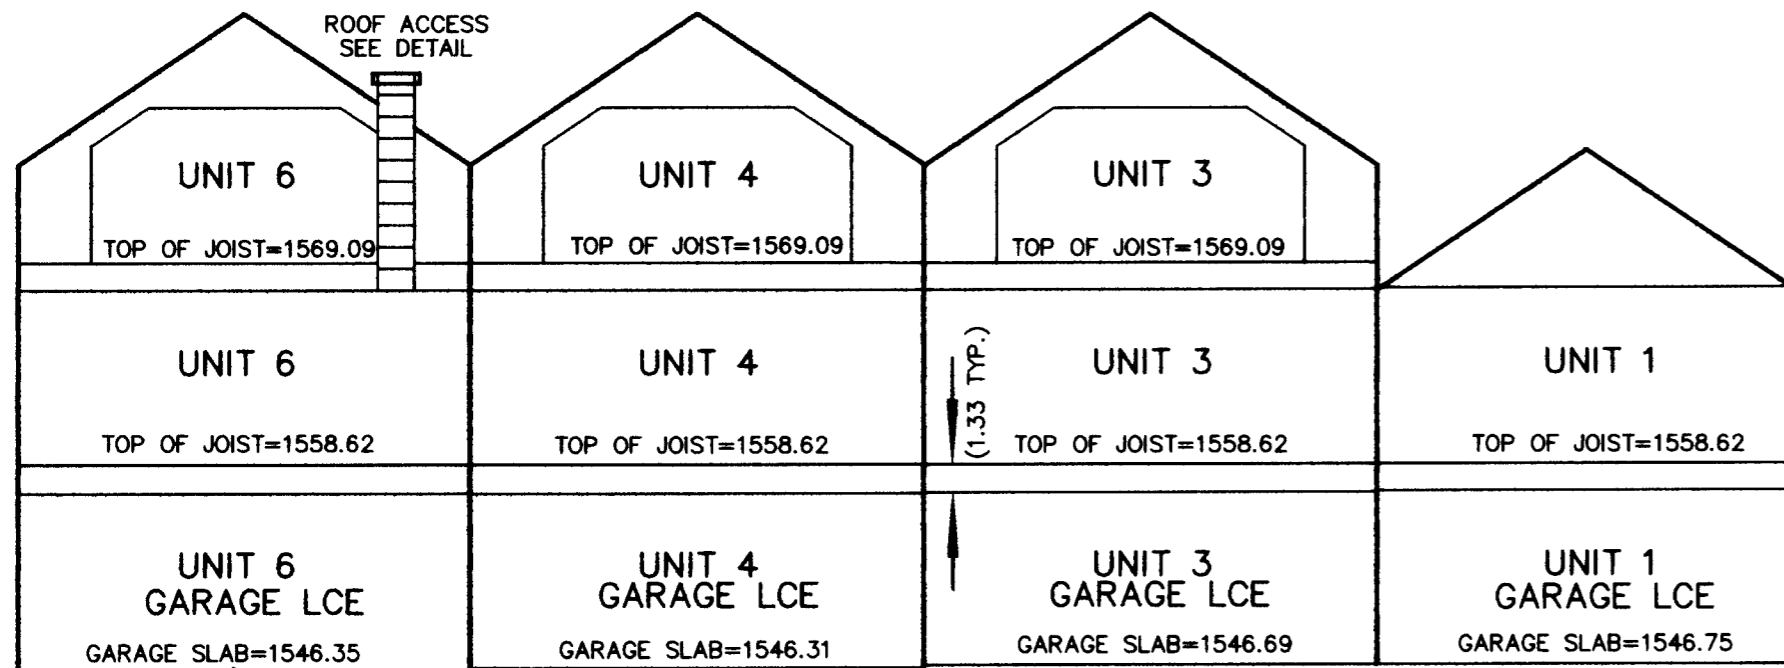 ROOF ACCESS
SEE DETAIL
UNIT 6
UNIT 4
UNIT 3
TOP OF JOIST=1569.09
TOP OF JOIST=1569.09
TOP OF JOIST=1569.09
UNIT 6
UNIT 4
(1.33 TYP.)
UNIT 3
UNIT 1
TOP OF JOIST=1558.62
TOP OF JOIST=1558.62
TOP OF JOIST=1558.62
TOP OF JOIST=1558.62
UNIT 6
GARAGE LCE
UNIT 4
GARAGE LCE
UNIT 3
GARAGE LCE
UNIT 1
GARAGE LCE
GARAGE SLAB=1546.35
GARAGE SLAB=1546.31
GARAGE SLAB=1546.69
GARAGE SLAB=1546.75